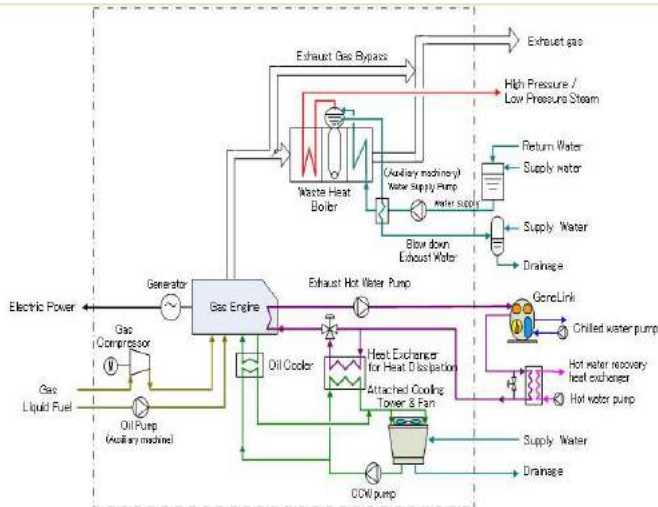 Exhaust gas
Exhaust Gas Bypass
High Pressure /
Low Pressure Steam
Return Water
Supply water
(Auxiliary machinery)
Water Supply Pump
water supply
Waste Heat
Boiler
Supply Water
Blow down
Exhaust Water
Drainage
Generator
Exhaust Hot Water Pump
GeneLink
Electric Power
Gas Engine
Chilled water pump
Gas
Compressor
M
Oil Cooler
Heat Exchanger
for Heat Dissipation
Hot water recovery
heat exchanger
Attached Cooling
Tower & Fan
Gas
Liquid Fuel
Hot water pump
Oil Pump
(Auxiliary machine)
Supply Water
Drainage
CCW pump